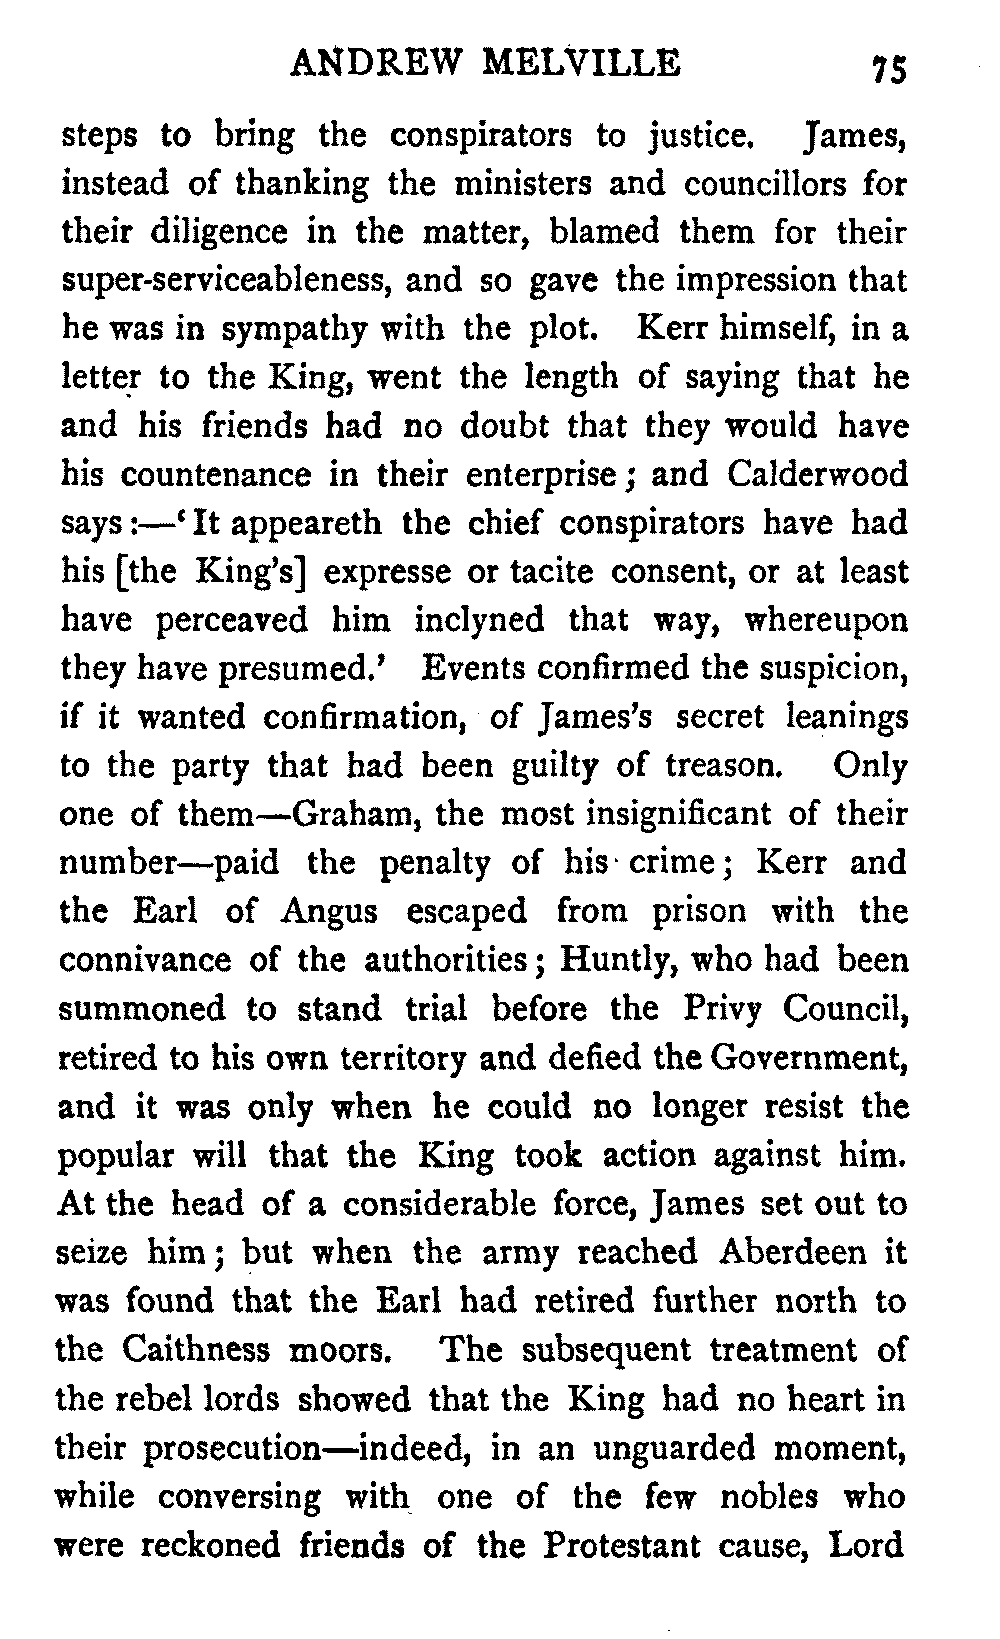 ANDREW MELVILLE 75
steps to bring the conspirators to justice. James,
instead of thanking the ministers and councillors for
their diligence in the matter, blamed them for their
super-serviceableness, and so gave the impression that
he was in sympathy with the plot. Kerr himself, in a
letter to the King, went the length of saying that he
and his friends had no doubt that they would have
his countenance in their enterprise; and Calderwood
says:—‘It appeareth the chief conspirators have had
his [the King's] expresse or tacite consent, or at least
have perceaved him inclyned that way, whereupon
they have presumed.’ Events confirmed the suspicion,
if it wanted confirmation, of James's secret leanings
to the party that had been guilty of treason. Only
one of them—Graham, the most insignificant of their
number—paid the penalty of his crime; Kerr and
the Earl of Angus escaped from prison with the
connivance of the authorities; Huntly, who had been
summoned to stand trial before the Privy Council,
retired to his own territory and defied the Government,
and it was only when he could no longer resist the
popular will that the King took action against him.
At the head of a considerable force, James set out to
seize him; but when the army reached Aberdeen it
was found that the Earl had retired further north to
the Caithness moors. The subsequent treatment of
the rebel lords showed that the King had no heart in
their prosecution—indeed, in an unguarded moment,
while conversing with one of the few nobles who
were reckoned friends of the Protestant cause, Lord